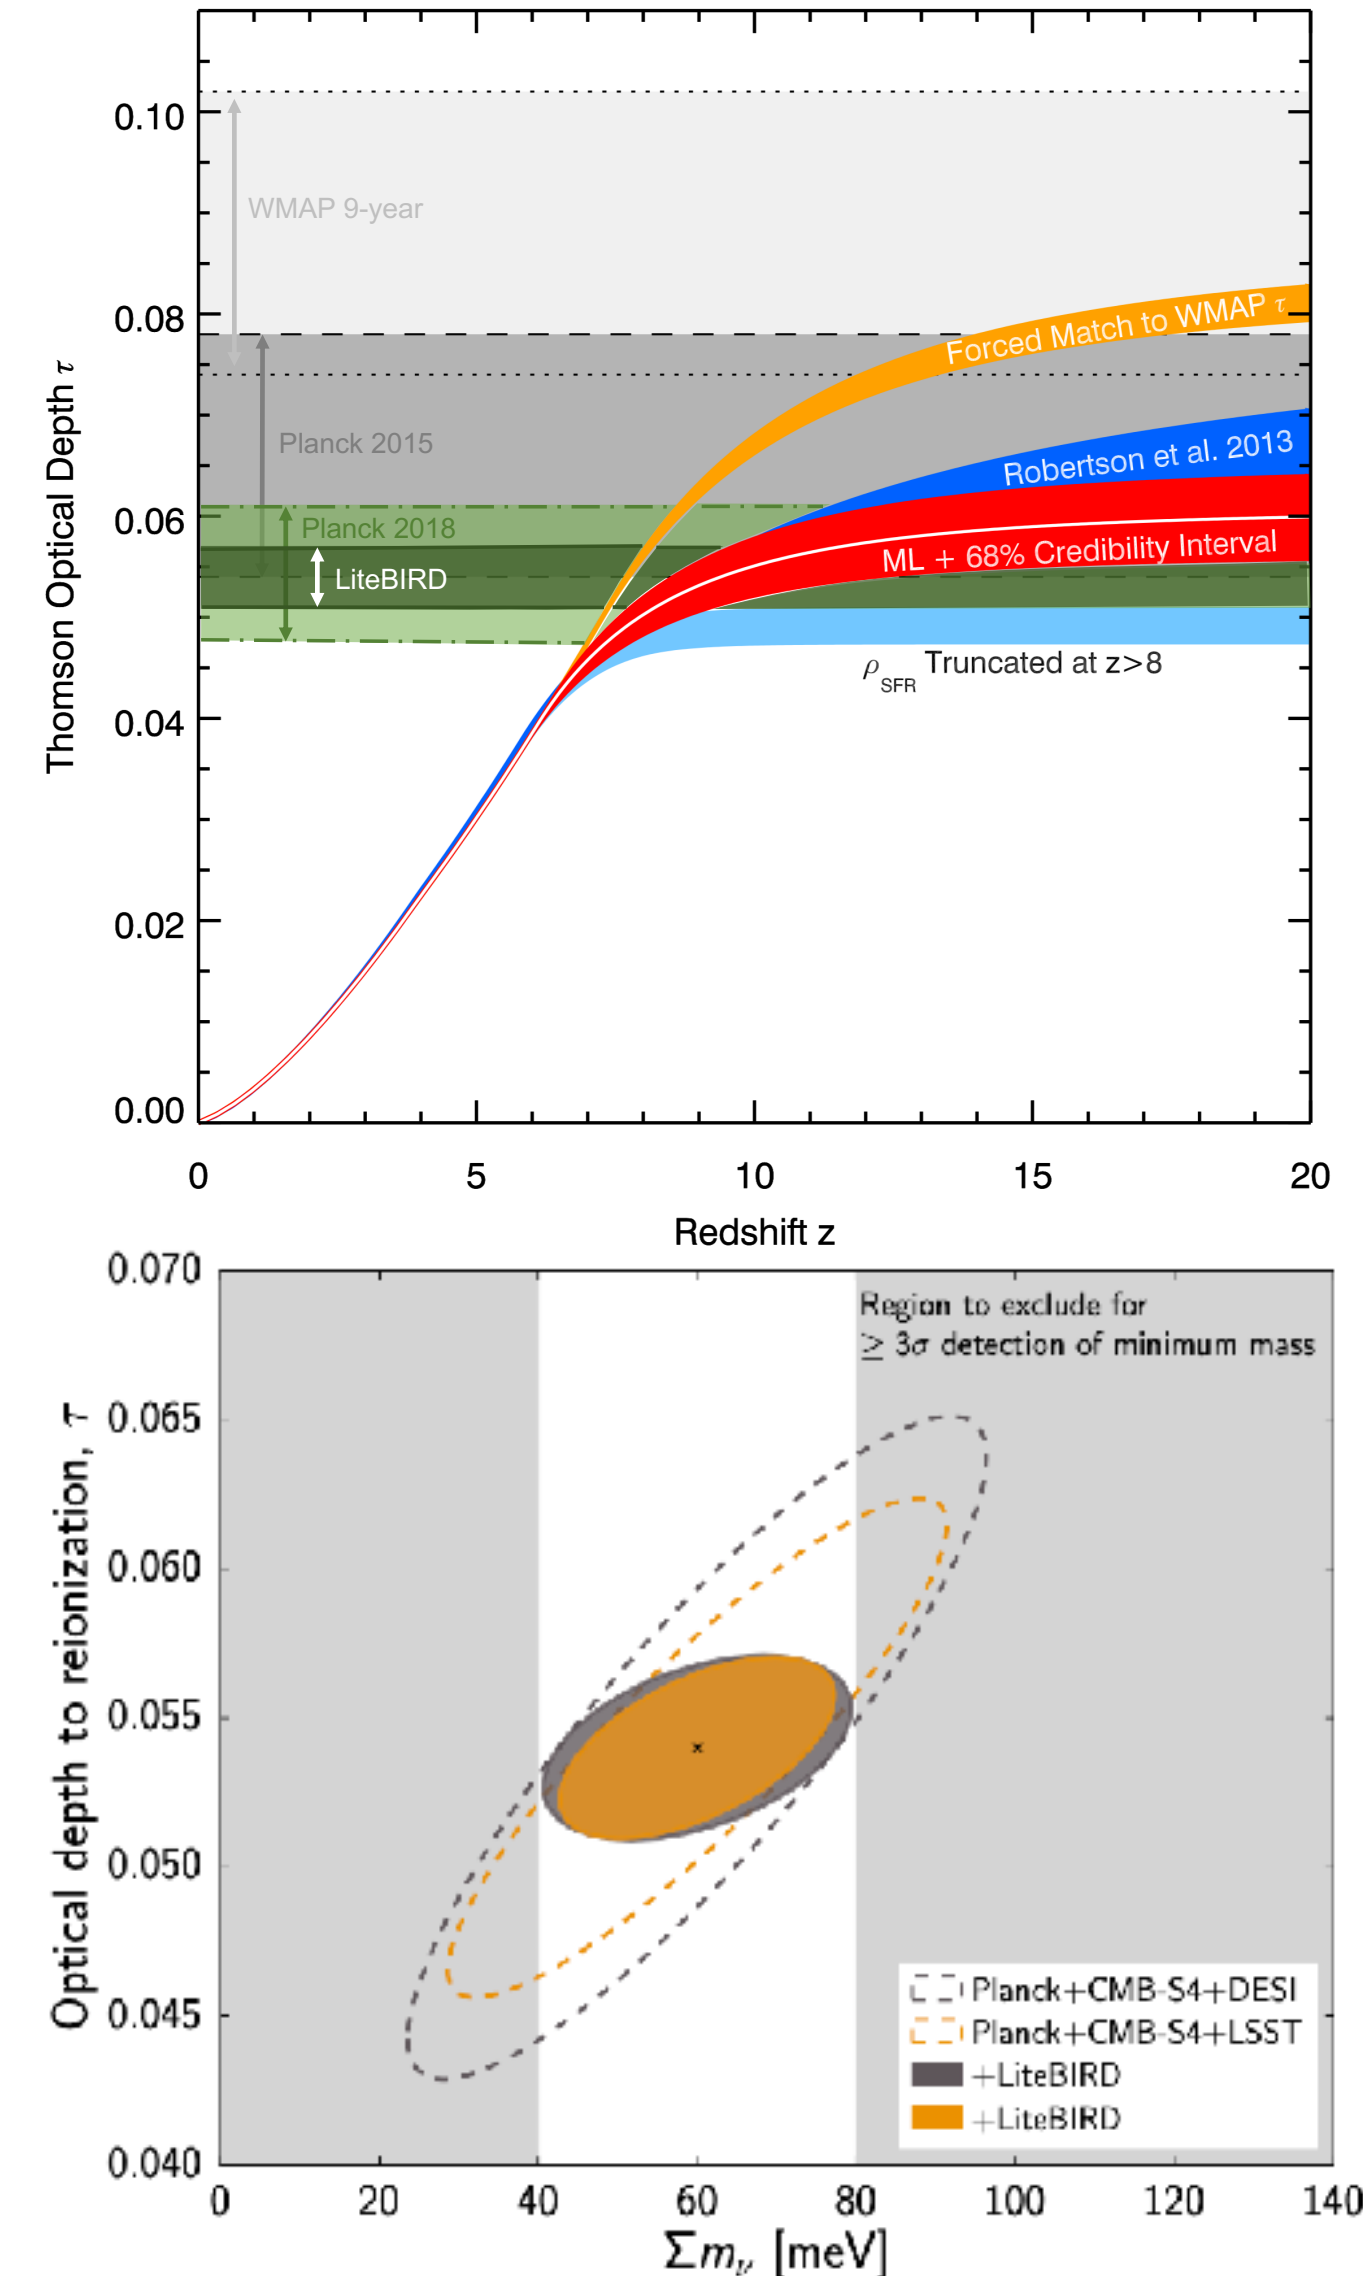 0.10
WMAP 9-year
0.08
Forced Match to WMAP τ
Planck 2015
Robertson et al. 2013
0.06
Planck 2018
ML + 68% Credibility Interval
LiteBIRD
ρSFR Truncated at z>8
0.04
0.02
0.00
Thomson Optical Depth τ
0 5 10 15 20
Redshift z
0.070
Region to exclude for
≥ 3σ detection of minimum mass
0.065
0.060
0.055
0.050
0.045
0.040
Optical depth to reionization, τ
Planck+CMB-S4+DESI
Planck+CMB-S4+LSST
+LiteBIRD
+LiteBIRD
0 20 40 60 80 100 120 140
Σmν [meV]